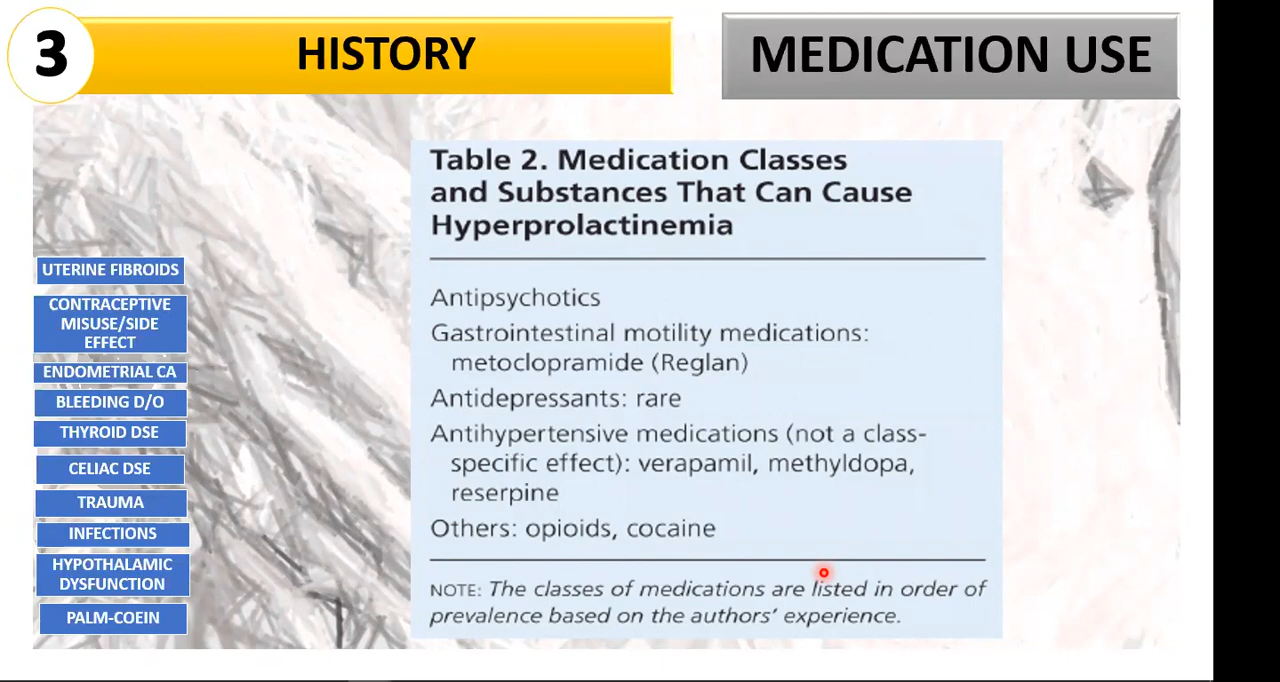 3
HISTORY
MEDICATION USE
Table 2. Medication Classes
and Substances That Can Cause
Hyperprolactinemia
Antipsychotics
Gastrointestinal motility medications:
metoclopramide (Reglan)
Antidepressants: rare
Antihypertensive medications (not a class-
specific effect): verapamil, methyldopa,
reserpine
Others: opioids, cocaine
NOTE: The classes of medications are listed in order of
prevalence based on the authors' experience.
UTERINE FIBROIDS
CONTRACEPTIVE
MISUSE/SIDE
EFFECT
ENDOMETRIAL CA
BLEEDING D/O
THYROID DSE
CELIAC DSE
TRAUMA
INFECTIONS
HYPOTHALAMIC
DYSFUNCTION
PALM-COEIN